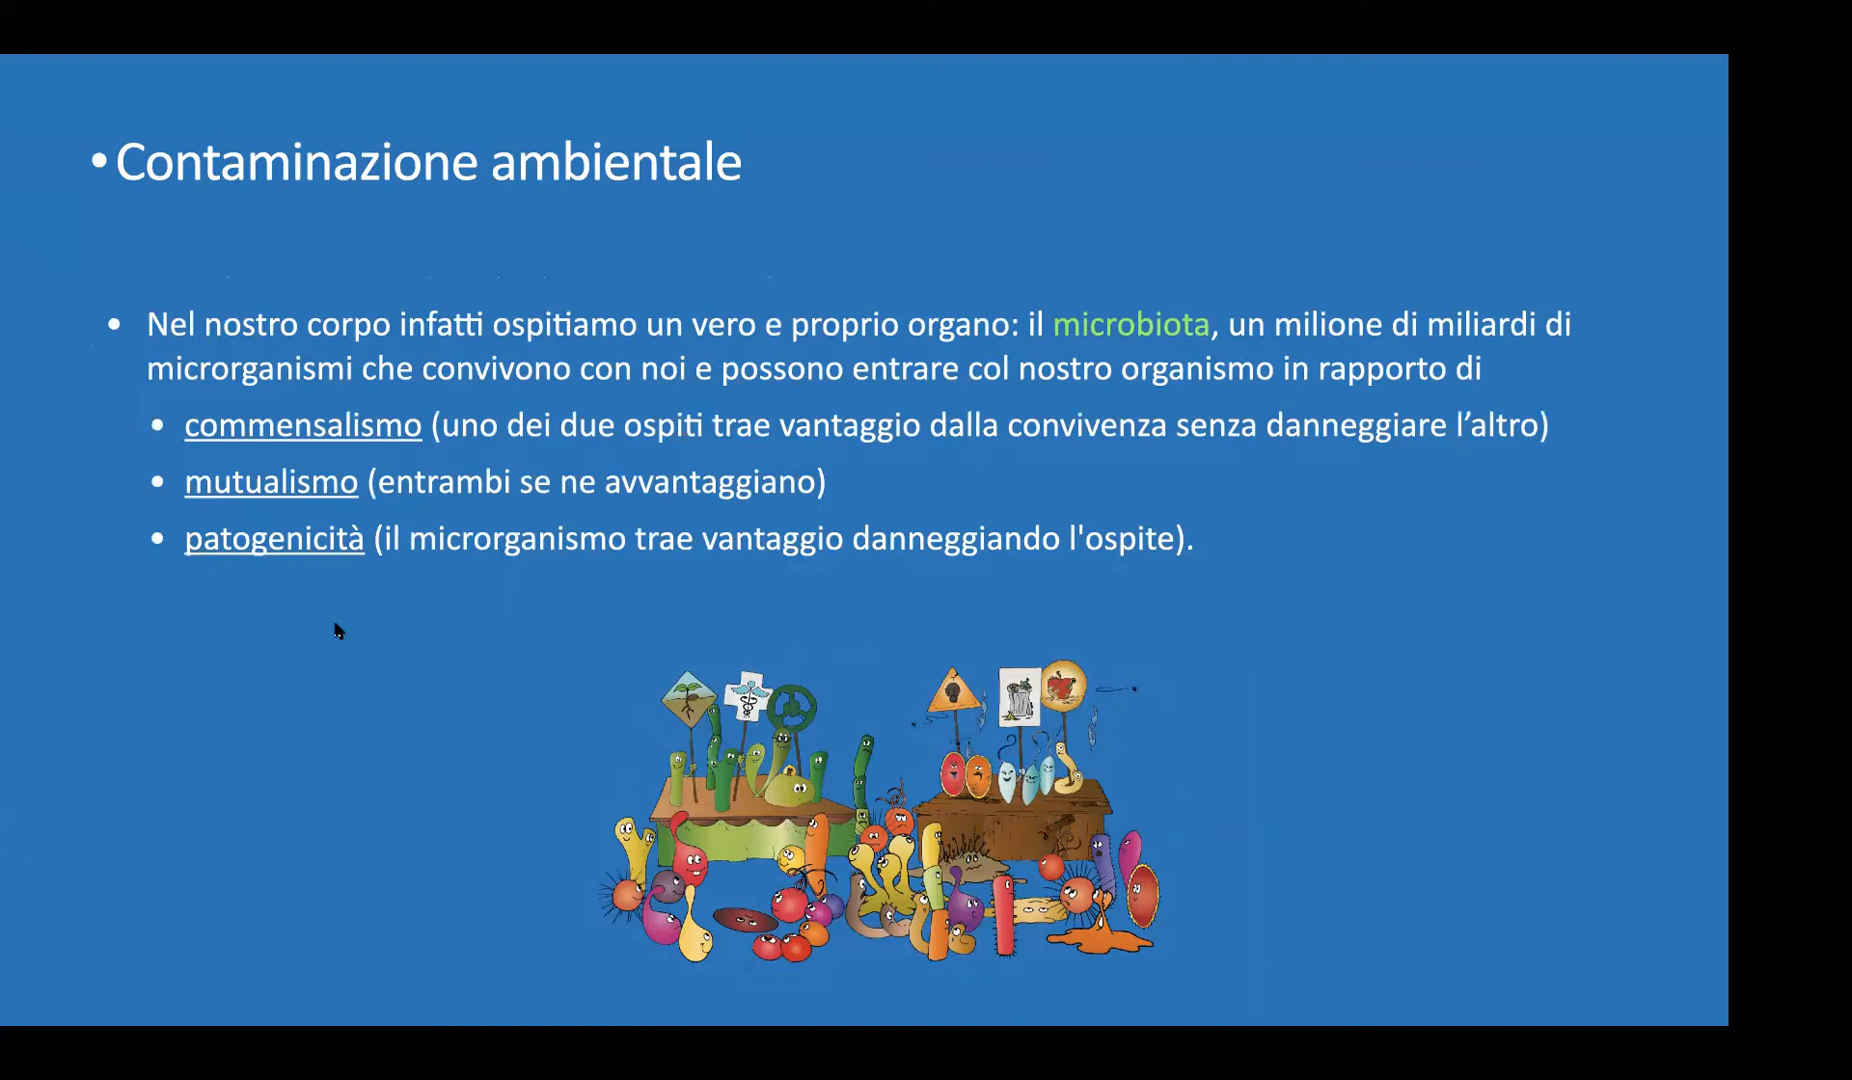 • Contaminazione ambientale
• Nel nostro corpo infatti ospitiamo un vero e proprio organo: il microbiota, un milione di miliardi di
microrganismi che convivono con noi e possono entrare col nostro organismo in rapporto di
• commensalismo (uno dei due ospiti trae vantaggio dalla convivenza senza danneggiare l’altro)
• mutualismo (entrambi se ne avvantaggiano)
• patogenicità (il microrganismo trae vantaggio danneggiando l'ospite).